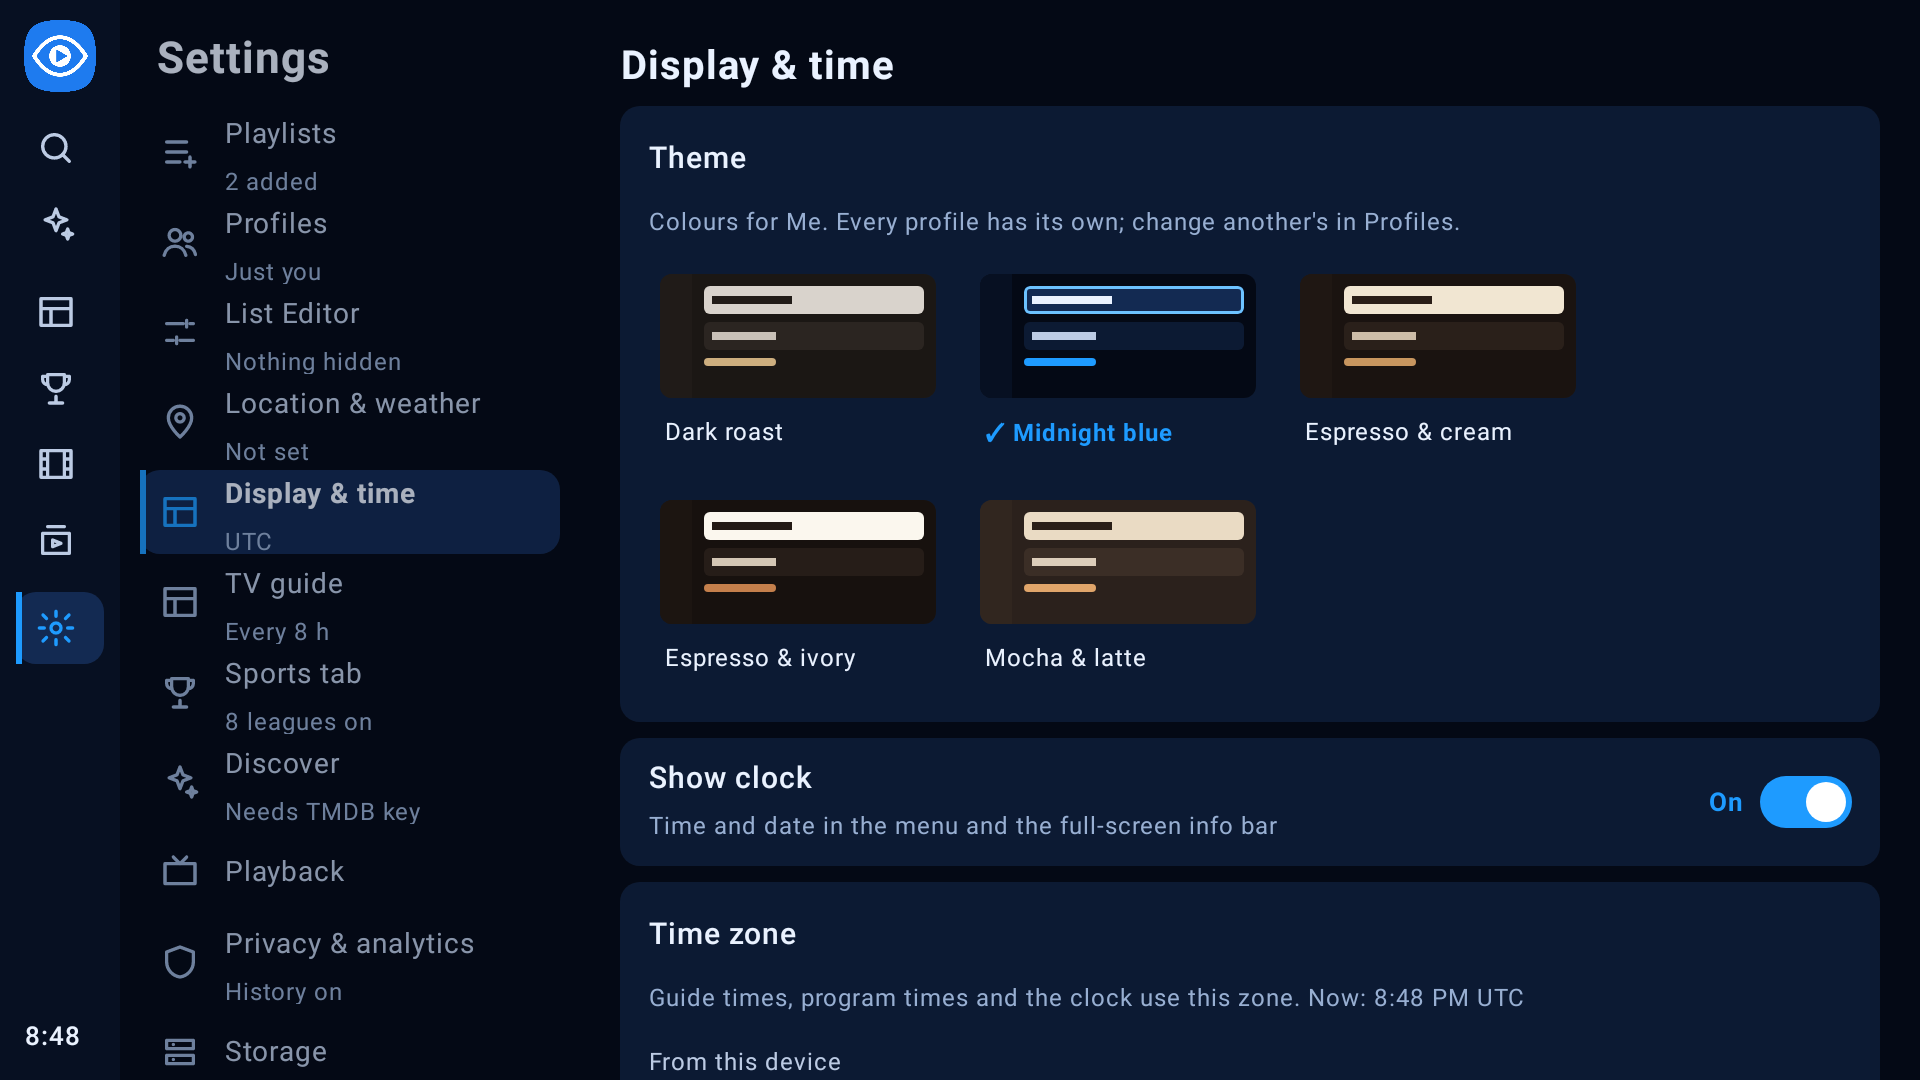 Settings
Playlists
2 added
Profiles
Just you
List Editor
Nothing hidden
Location & weather
Not set
Display & time
UTC
TV guide
Every 8 h
Sports tab
8 leagues on
Discover
Needs TMDB key
Playback
Privacy & analytics
History on
Storage
8:48
Display & time
Theme
Colours for Me. Every profile has its own; change another's in Profiles.
Dark roast
✓ Midnight blue
Espresso & cream
Espresso & ivory
Mocha & latte
Show clock
Time and date in the menu and the full-screen info bar
On
Time zone
Guide times, program times and the clock use this zone. Now: 8:48 PM UTC
From this device